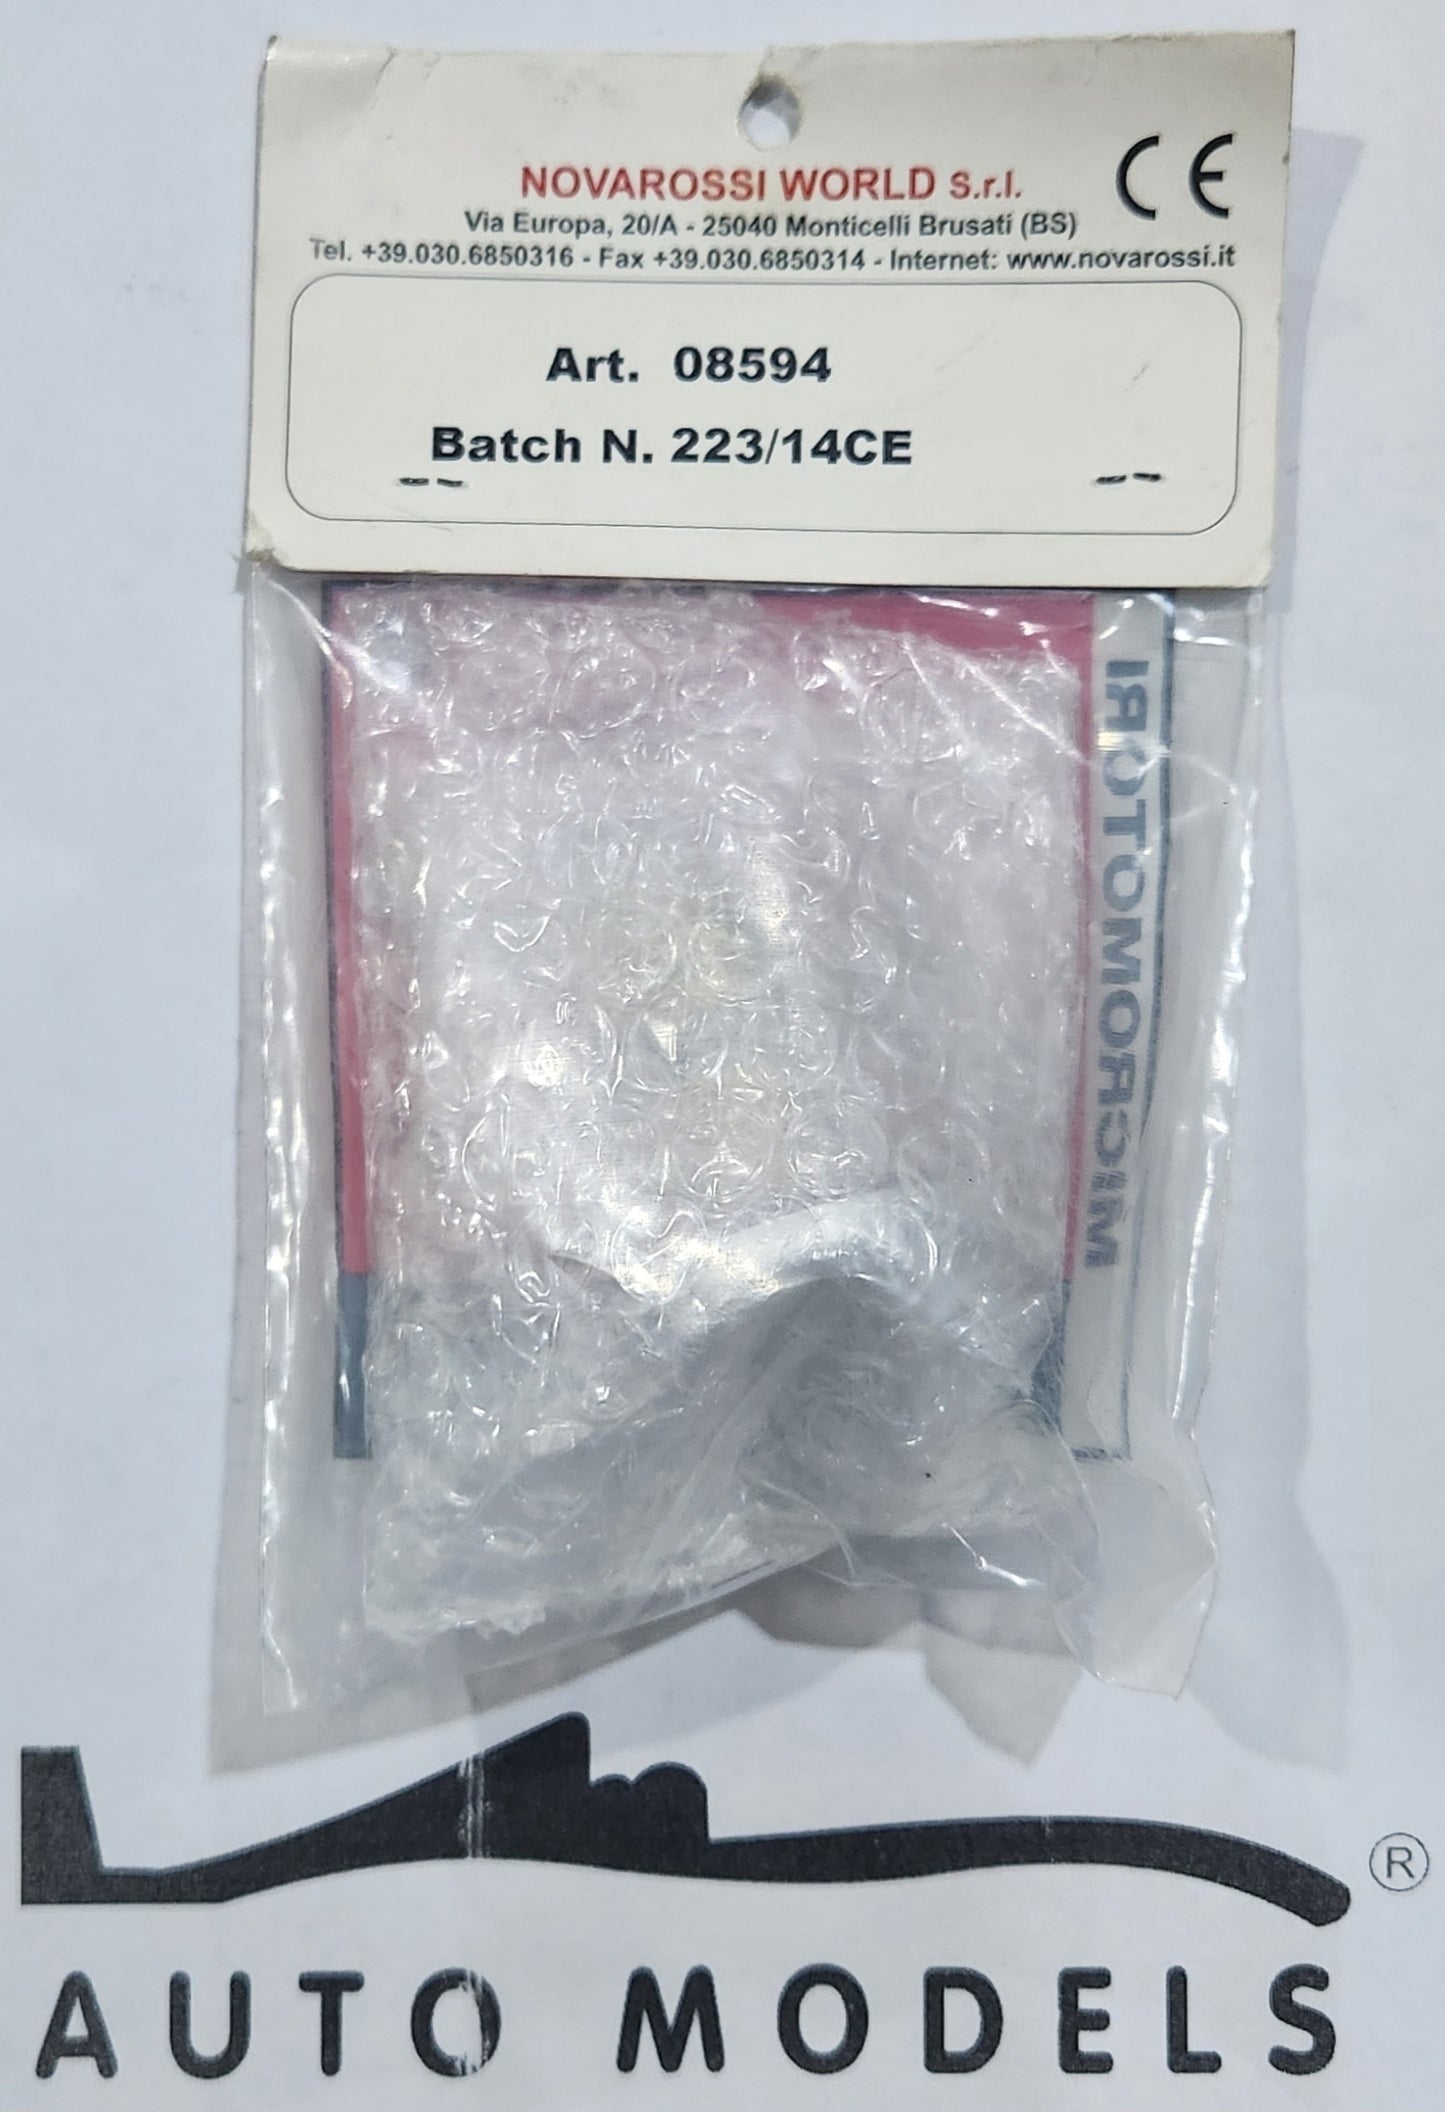 NOVAROSSI WORLD S.r.l.
CE
Via Europa, 20/A - 25040 Monticelli Brusati (BS)
Tel. +39.030.6850316 - Fax +39.030.6850314 - Internet: www.novarossi.it
Art. 08594
Batch N. 223/14CE
MICROMOTORI
®
AUTO MODELS